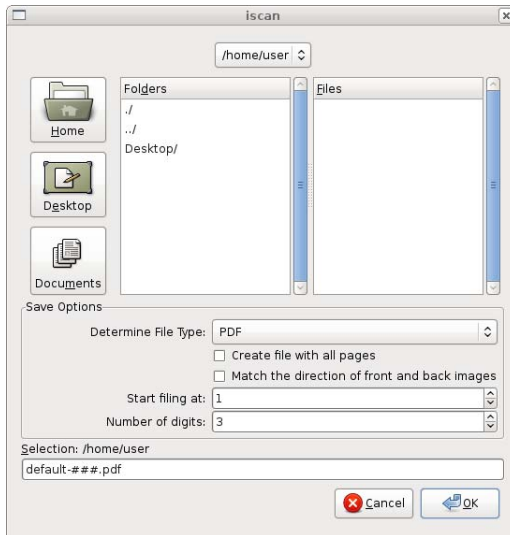 iscan
/home/user
Home
Desktop
Documents
Folders
./
../
Desktop/
Files
Save Options
Determine File Type: PDF
Create file with all pages
Match the direction of front and back images
Start filing at: 1
Number of digits: 3
Selection: /home/user
default-###.pdf
Cancel
OK